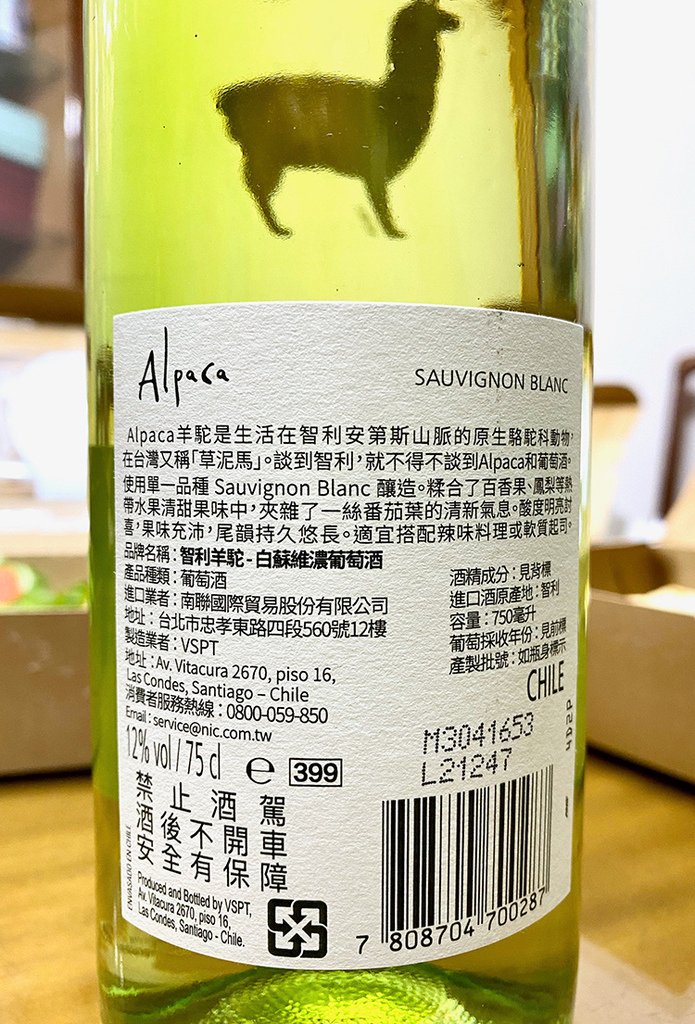 Alpaca
SAUVIGNON BLANC
Alpaca羊駝是生活在智利安第斯山脈的原生駱駝科動物,
在台灣又稱「草泥馬」。談到智利,就不得不談到Alpaca和葡萄酒。
使用單一品種 Sauvignon Blanc 釀造。糅合了百香果、鳳梨等熱
帶水果清甜果味中,夾雜了一絲番茄葉的清新氣息。酸度明亮討
喜,果味充沛,尾韻持久悠長。適宜搭配辣味料理或軟質起司。
品牌名稱:智利羊駝-白蘇維濃葡萄酒
產品種類:葡萄酒
進口業者:南聯國際貿易股份有限公司
地址:台北市忠孝東路四段560號12樓
製造業者:VSPT
地址:Av. Vitacura 2670, piso 16,
Las Condes, Santiago – Chile
消費者服務熱線:0800-059-850
Email:service@nic.com.tw
酒精成分:見背標
進口酒原產地:智利
容量:750毫升
葡萄採收年份:見前標
產製批號:如瓶身標示
CHILE
12% vol / 75 cl e 399
M3041653
L21247
禁止酒駕
酒後不開車
安全有保障
ENVASADO EN CHILE
Produced and Bottled by VSPT,
Av. Vitacura 2670, piso 16,
Las Condes, Santiago - Chile.
7 808704 700287